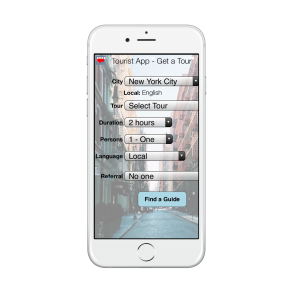 Tourist App - Get a Tour
City New York City
Local: English
Tour Select Tour
Duration 2 hours
Persons 1 - One
Language Local
Referral No one
Find a Guide